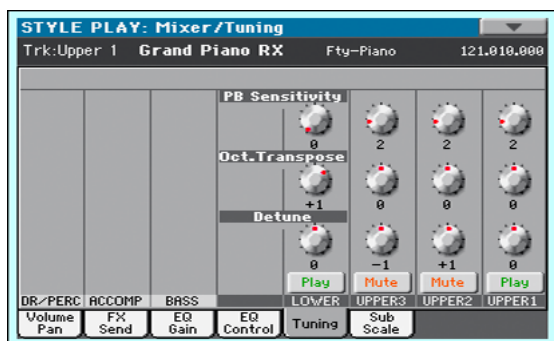 STYLE PLAY: Mixer/Tuning
Trk:Upper 1 Grand Piano RX Fty-Piano 121.010.000
PB Sensitivity
0 2 2 2
Oct.Transpose
+1 0 0 0
Detune
0 -1 +1 0
Play Mute Mute Play
DR/PERC ACCOMP BASS LOWER UPPER3 UPPER2 UPPER1
Volume Pan FX Send EQ Gain EQ Control Tuning Sub Scale